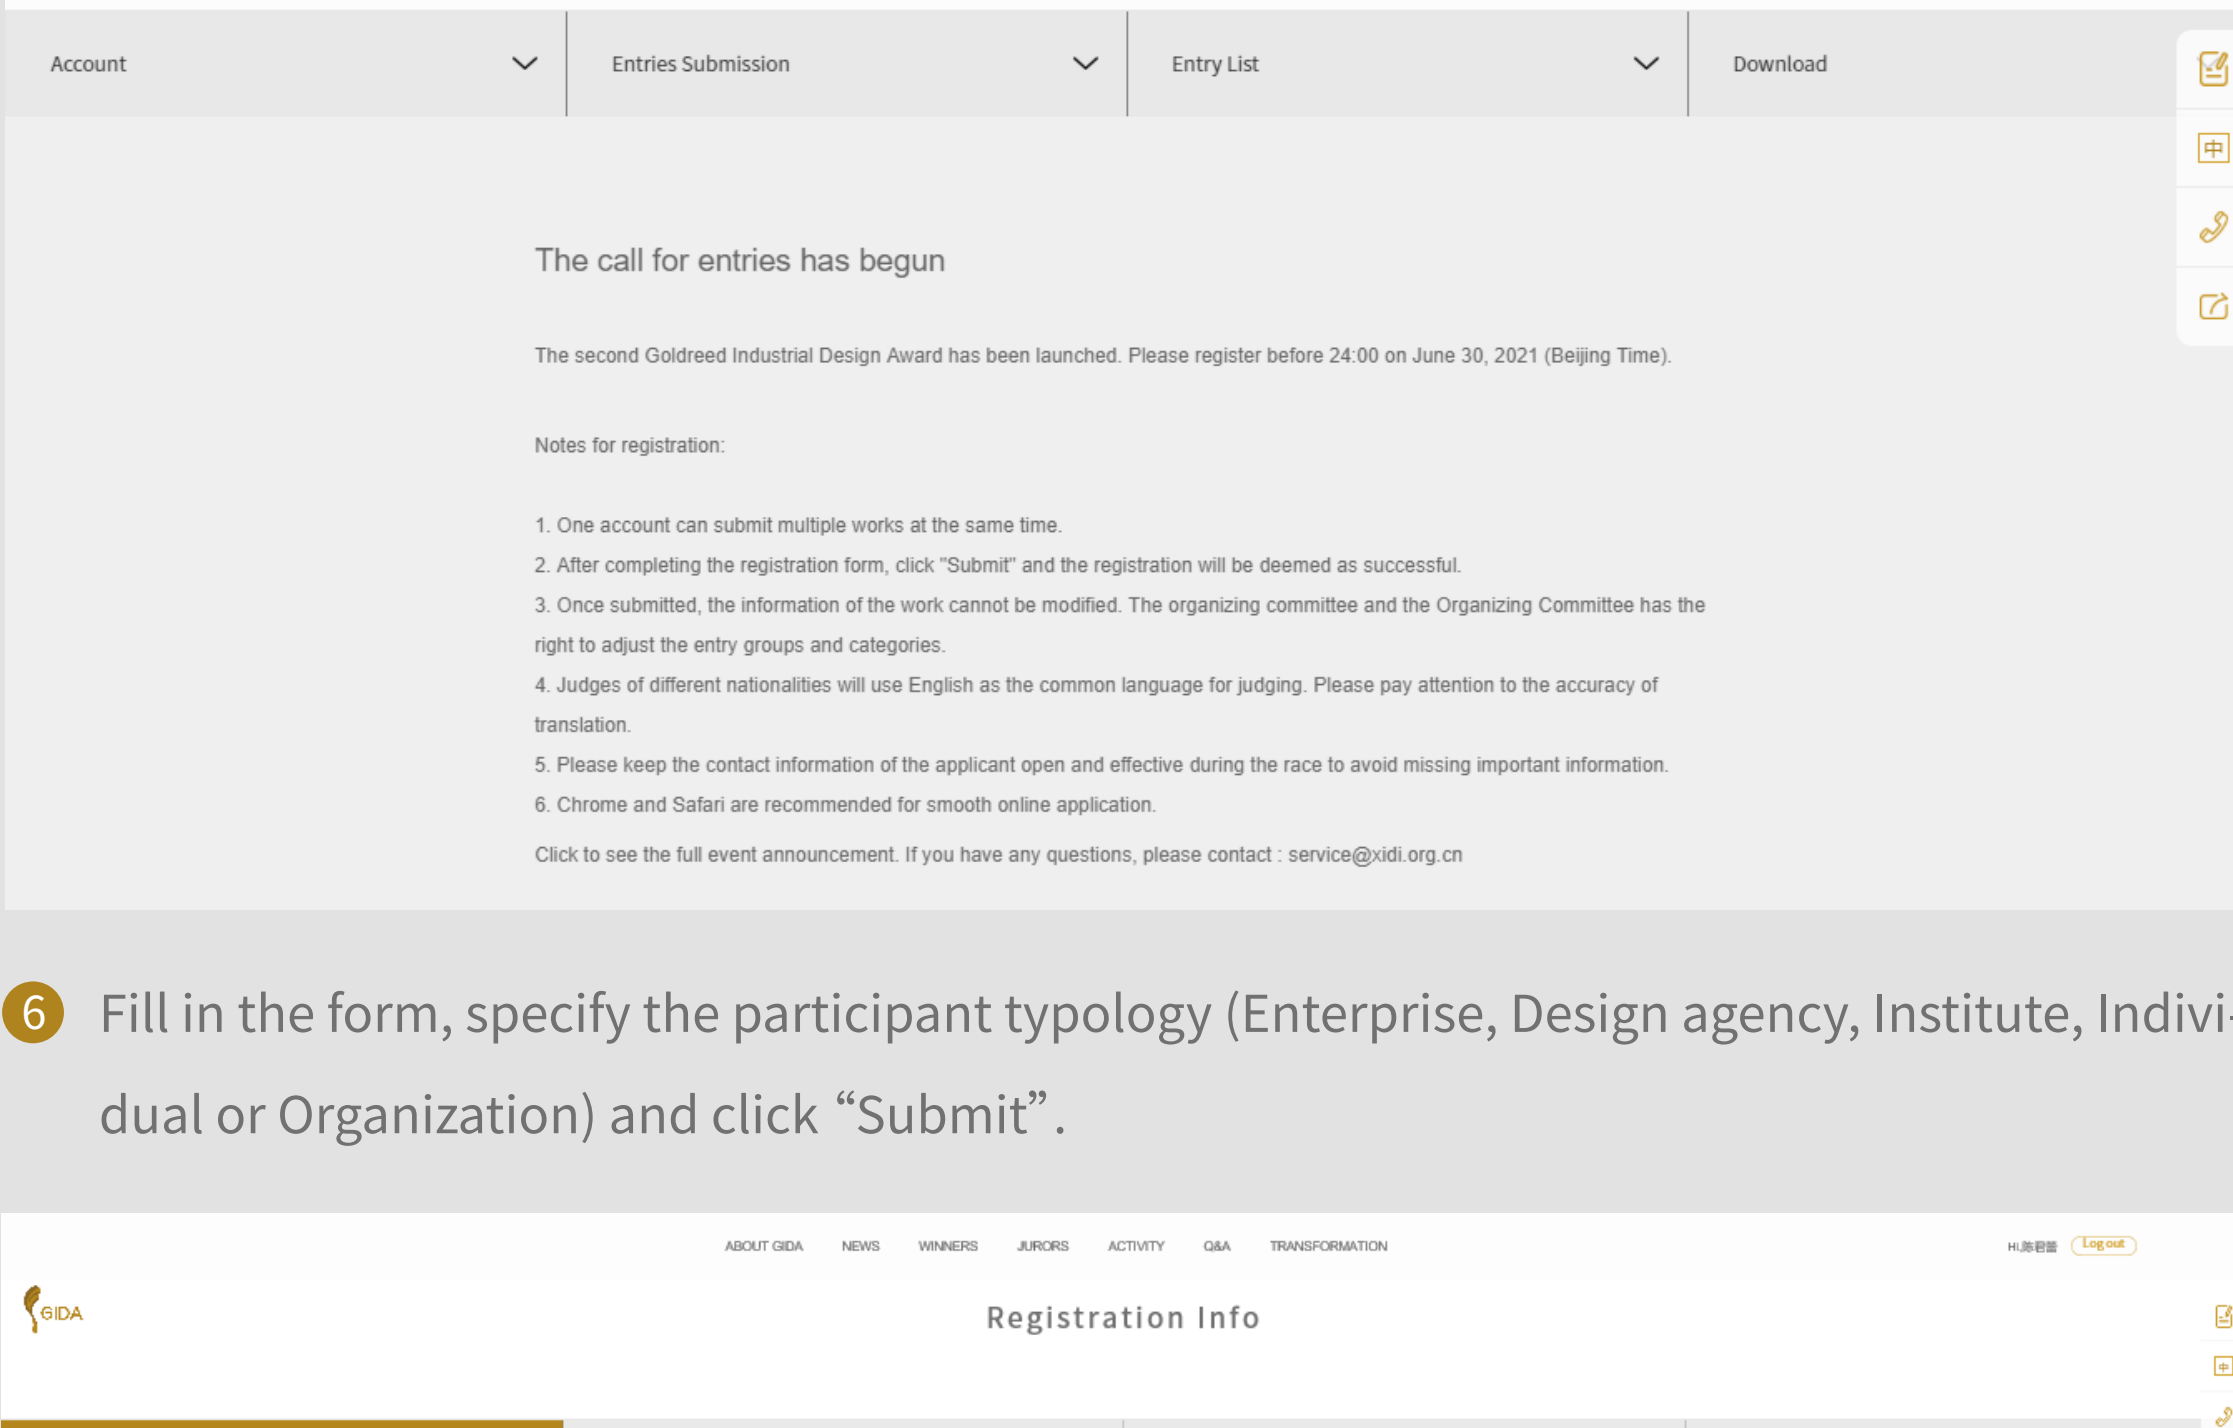 Account
Entries Submission
Entry List
Download
中
The call for entries has begun
The second Goldreed Industrial Design Award has been launched. Please register before 24:00 on June 30, 2021 (Beijing Time).
Notes for registration:
1. One account can submit multiple works at the same time.
2. After completing the registration form, click "Submit" and the registration will be deemed as successful.
3. Once submitted, the information of the work cannot be modified. The organizing committee and the Organizing Committee has the
right to adjust the entry groups and categories.
4. Judges of different nationalities will use English as the common language for judging. Please pay attention to the accuracy of
translation.
5. Please keep the contact information of the applicant open and effective during the race to avoid missing important information.
6. Chrome and Safari are recommended for smooth online application.
Click to see the full event announcement. If you have any questions, please contact : service@xidi.org.cn
6 Fill in the form, specify the participant typology (Enterprise, Design agency, Institute, Indivi-
dual or Organization) and click “Submit”.
ABOUT GIDA NEWS WINNERS JURORS ACTIVITY Q&A TRANSFORMATION
Hi,陈 Log out
GIDA
Registration Info
中